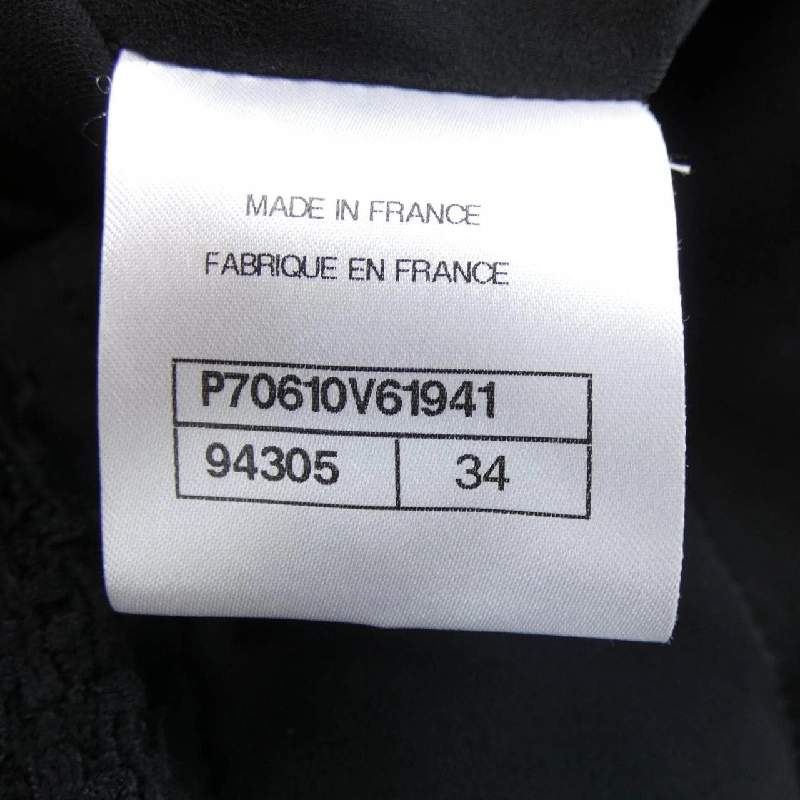 MADE IN FRANCE
FABRIQUE EN FRANCE
P70610V61941
94305 34